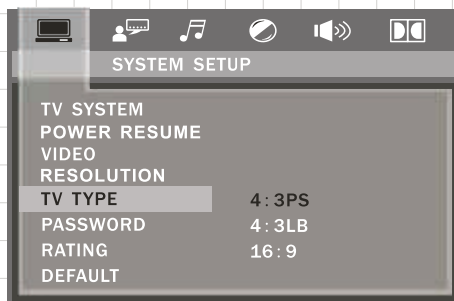 SYSTEM SETUP
TV SYSTEM
POWER RESUME
VIDEO
RESOLUTION
TV TYPE 4:3PS
PASSWORD 4:3LB
RATING 16:9
DEFAULT